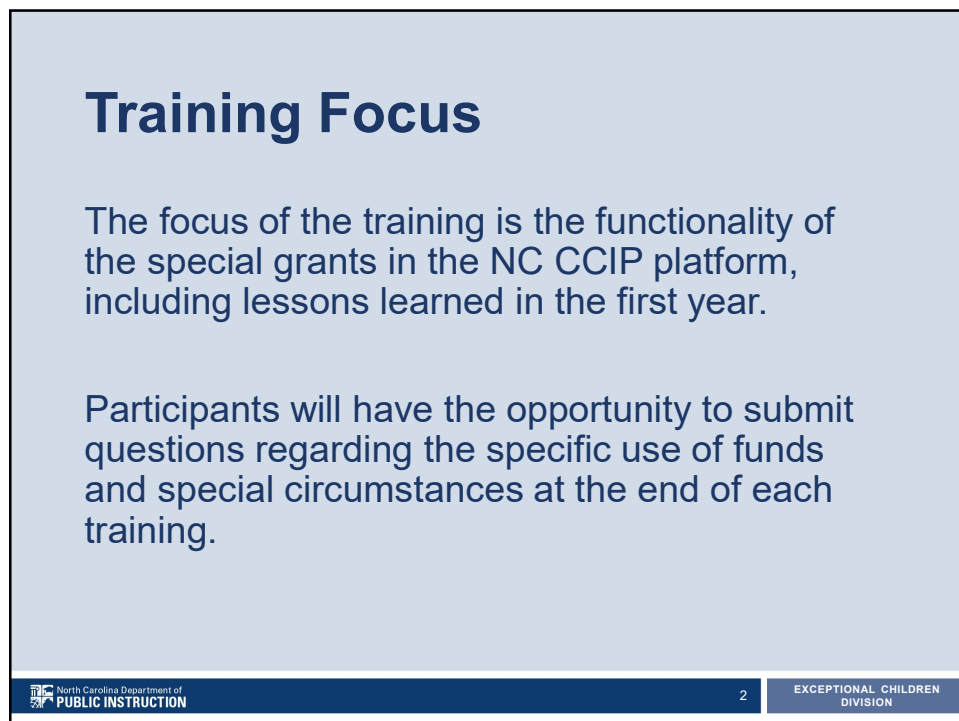 Training Focus
The focus of the training is the functionality of
the special grants in the NC CCIP platform,
including lessons learned in the first year.
Participants will have the opportunity to submit
questions regarding the specific use of funds
and special circumstances at the end of each
training.
North Carolina Department of
PUBLIC INSTRUCTION
2
EXCEPTIONAL CHILDREN
DIVISION